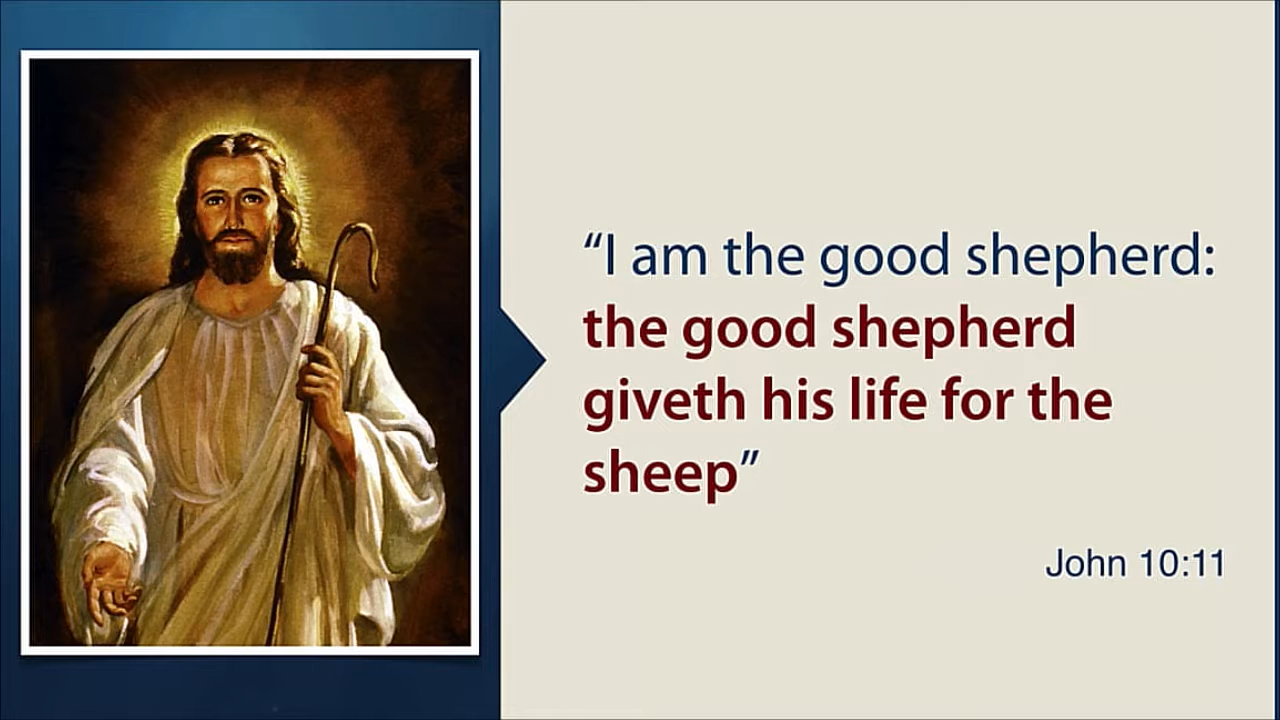 “I am the good shepherd:
the good shepherd
giveth his life for the
sheep”
John 10:11